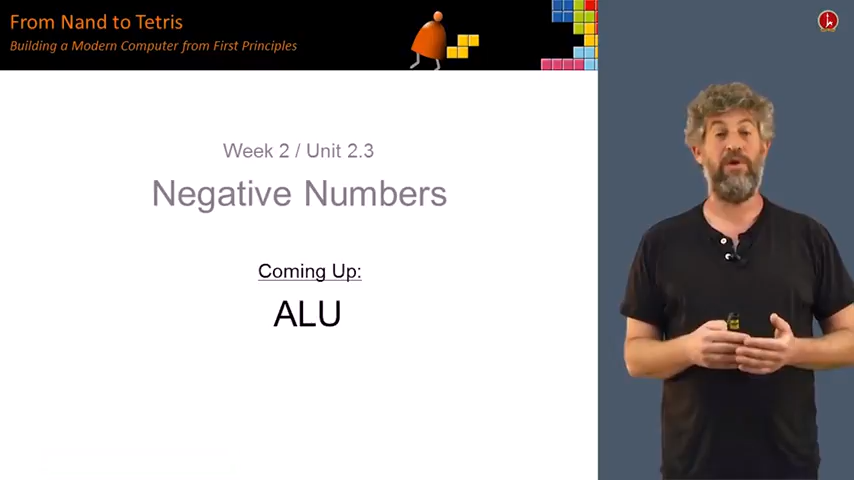 From Nand to Tetris
Building a Modern Computer from First Principles
Week 2 / Unit 2.3
Negative Numbers
Coming Up:
ALU